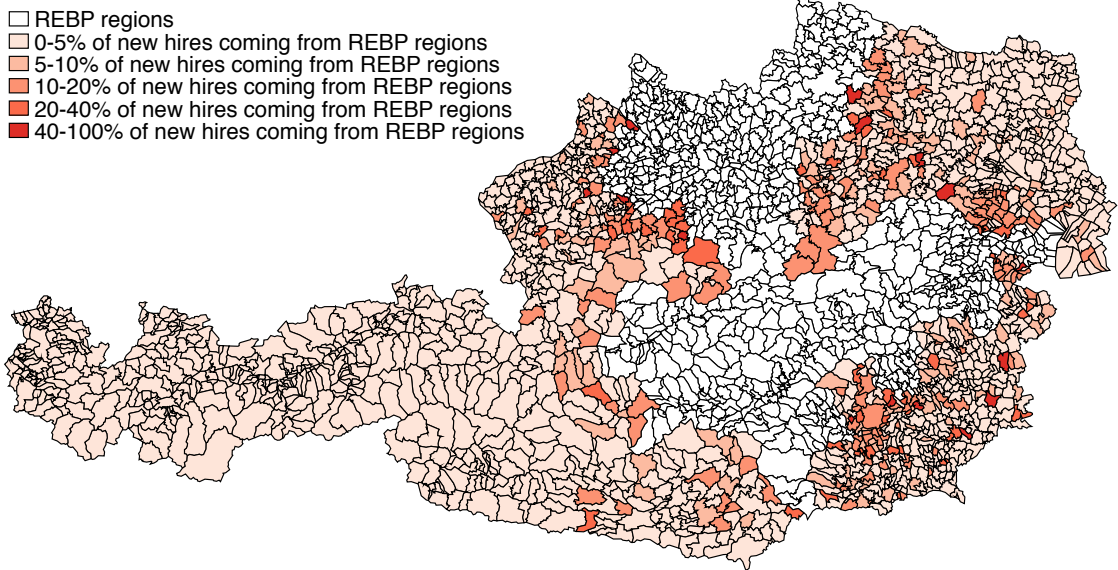 REBP regions
0-5% of new hires coming from REBP regions
5-10% of new hires coming from REBP regions
10-20% of new hires coming from REBP regions
20-40% of new hires coming from REBP regions
40-100% of new hires coming from REBP regions